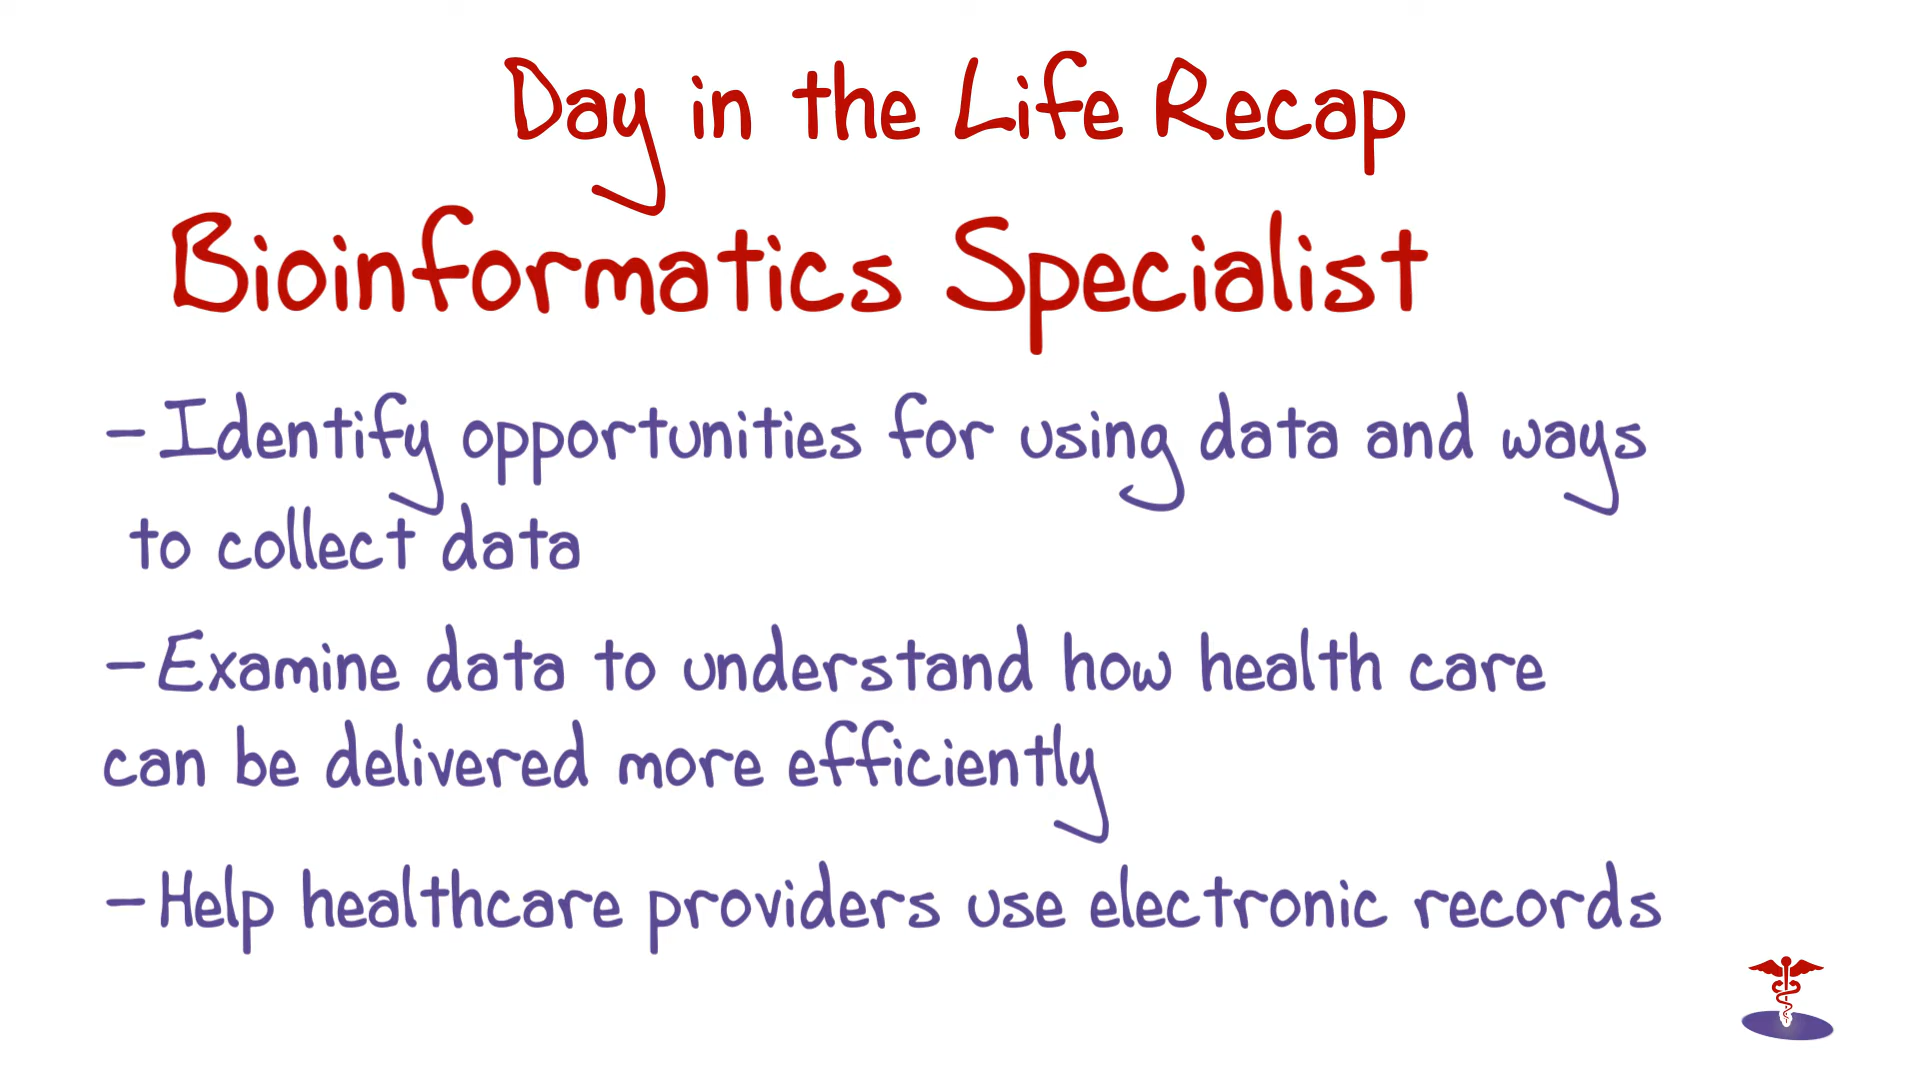 Day in the Life Recap
Bioinformatics Specialist
-Identify opportunities for using data and ways
to collect data
-Examine data to understand how health care
can be delivered more efficiently
-Help healthcare providers use electronic records